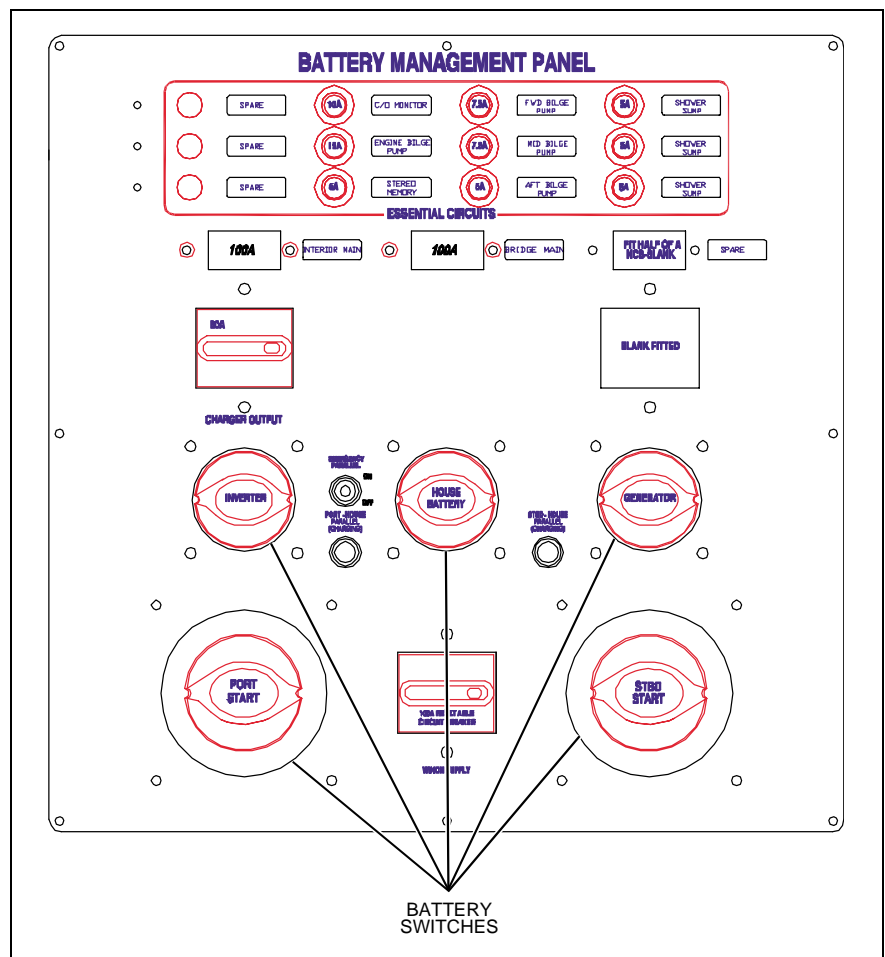 BATTERY MANAGEMENT PANEL
SPARE
10A
C/O MONITOR
7.5A
FWD BILGE
PUMP
5A
SHOWER
SUMP
SPARE
15A
ENGINE BILGE
PUMP
7.5A
MID BILGE
PUMP
5A
SHOWER
SUMP
SPARE
5A
STEREO
MEMORY
5A
AFT BILGE
PUMP
5A
SHOWER
SUMP
ESSENTIAL CIRCUITS
100A
INTERIOR MAIN
100A
BRIDGE MAIN
FIT HALF OF A
BLANK
SPARE
BLANK FITTED
CHARGER OUTPUT
EMERGENCY
PARALLEL
ON
OFF
INVERTER
HOUSE
BATTERY
GENERATOR
PORT -HOUSE
PARALLEL
(CHARGING)
STBD- HOUSE
PARALLEL
(CHARGING)
PORT
START
STBD
START
CIRCUIT
BATTERY
SWITCHES